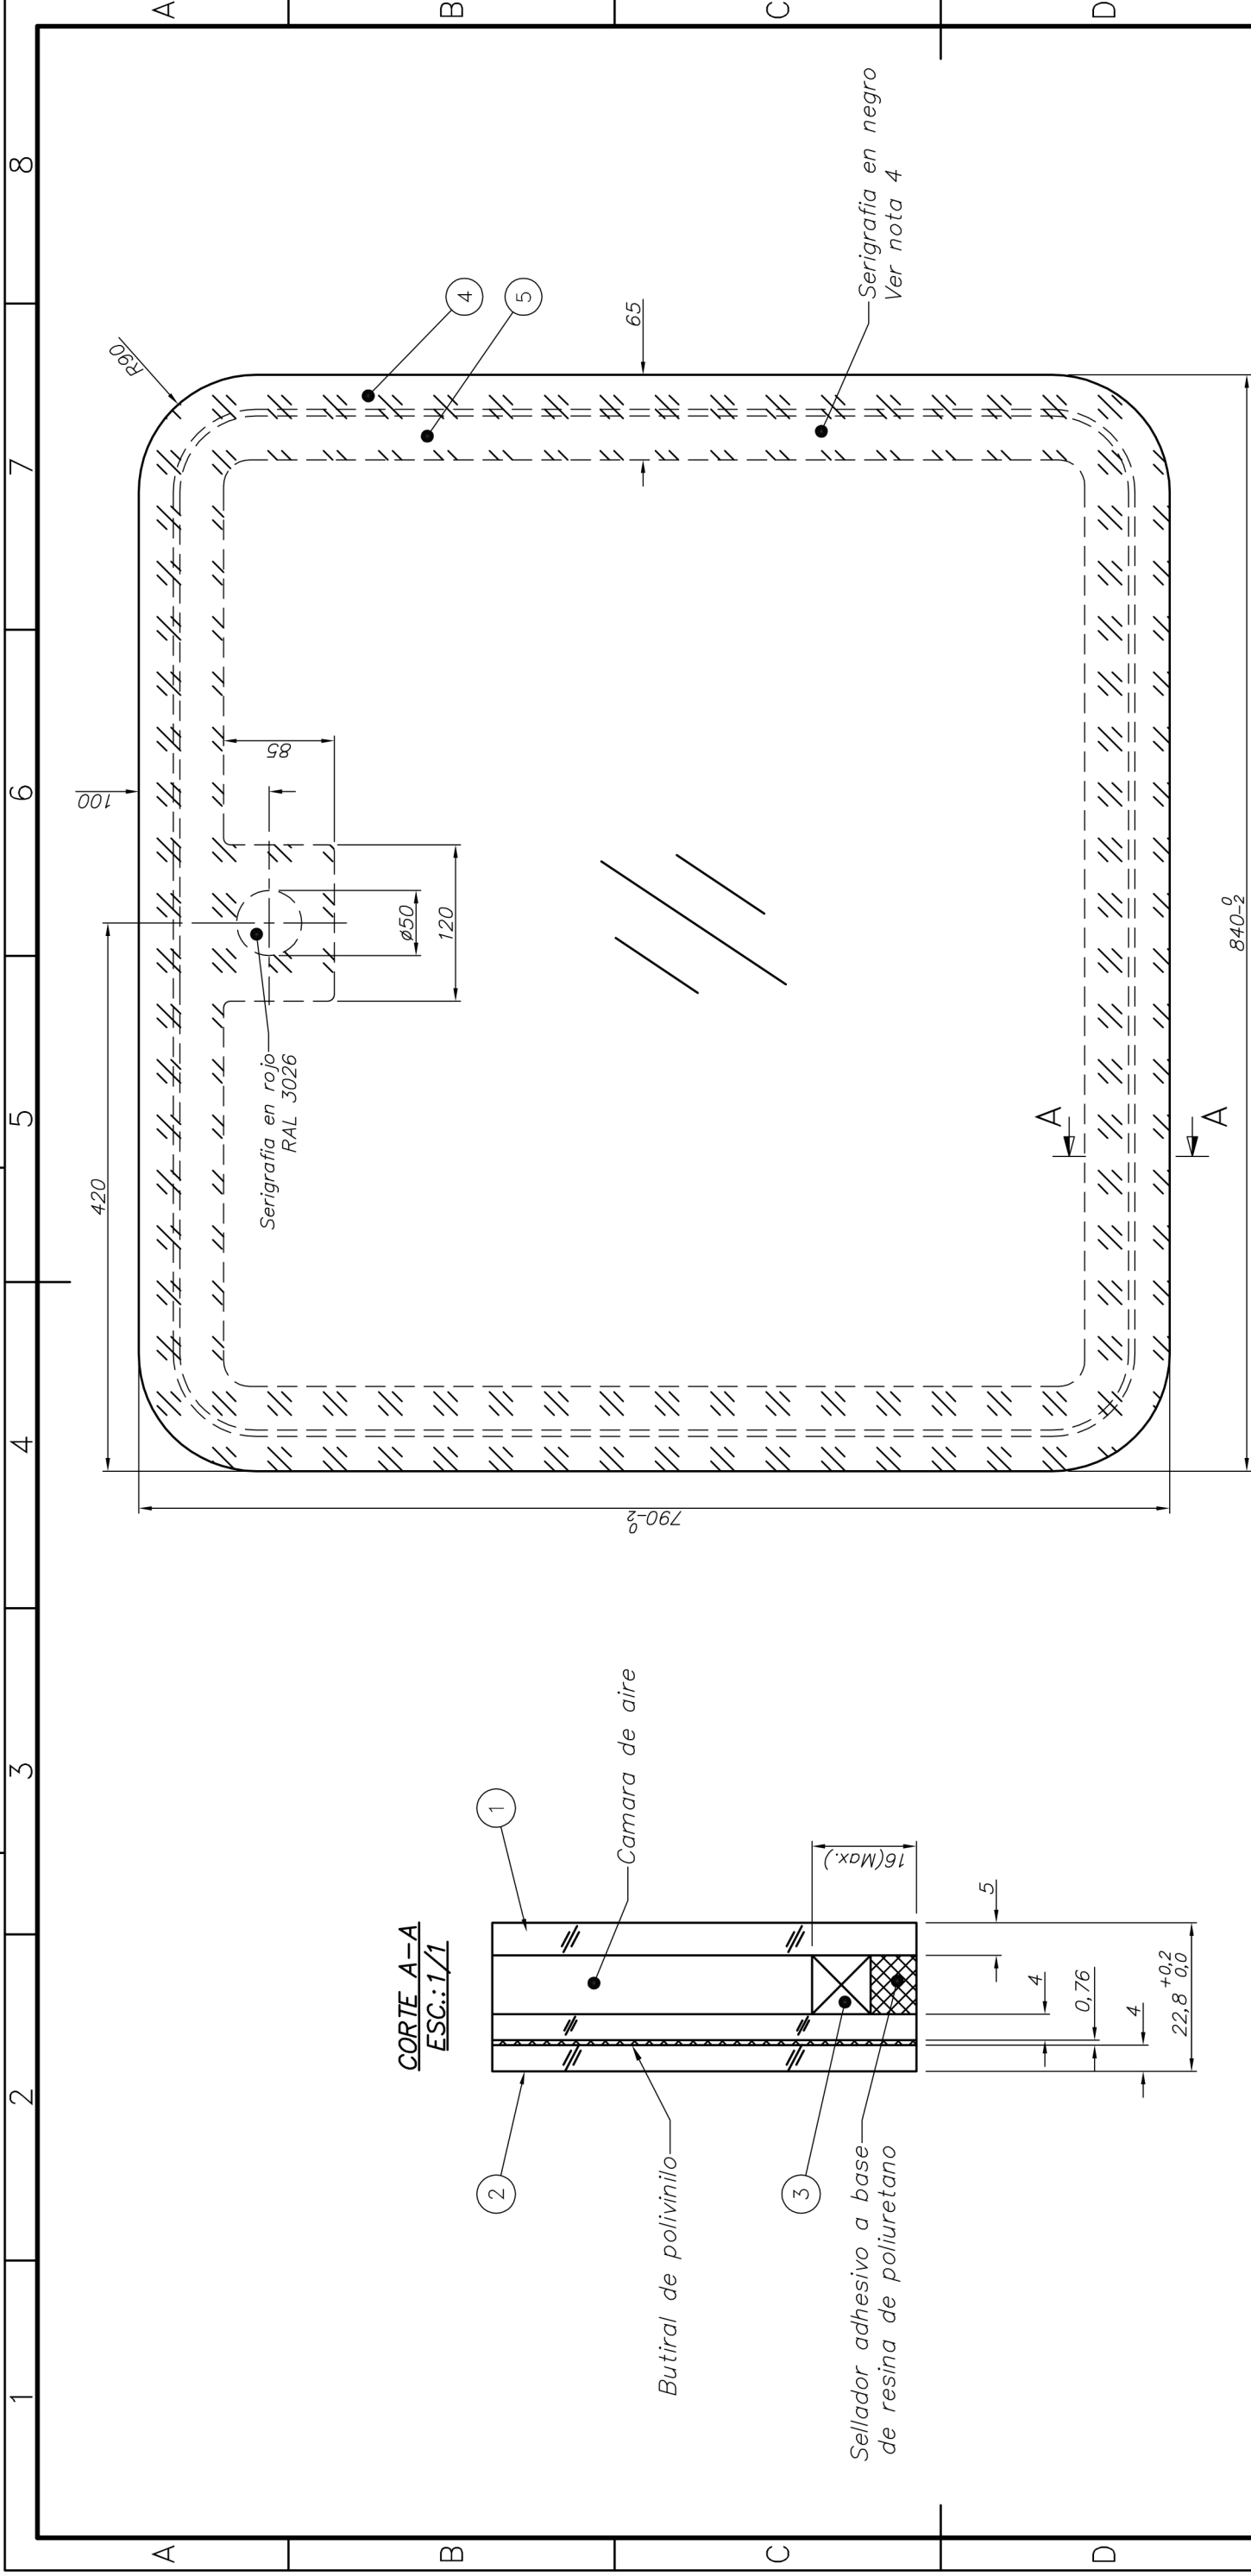 1 2 3 4 5 6 7 8
A
B
C
D
A
B
C
D
CORTE A-A
ESC.: 1/1
1
2
3
Camara de aire
Butiral de polivinilo
Sellador adhesivo a base
de resina de poliuretano
16(Max.)
5
4
0,76
4
22,8 +0,2 0,0
420
100
R90
85
Serigrafia en rojo
RAL 3026
ø50
120
4
5
65
Serigrafia en negro
Ver nota 4
790 0 -2
A
A
840 0 -2